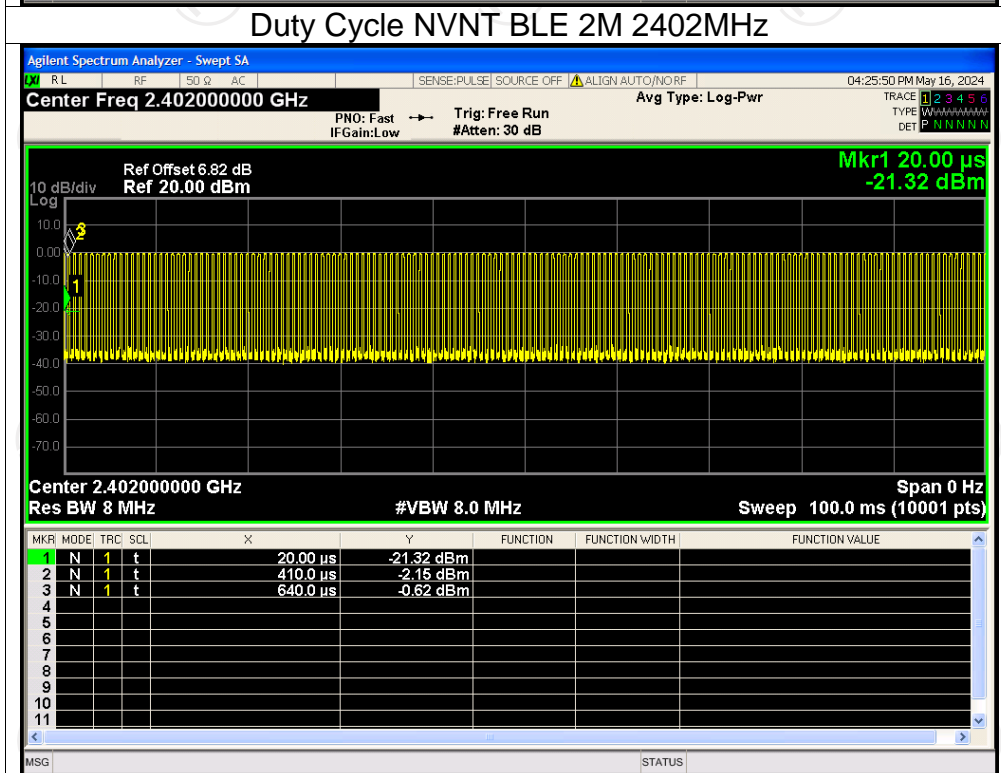 Duty Cycle NVNT BLE 2M 2402MHz
Agilent Spectrum Analyzer - Swept SA
LXI RL RF 50 Ω AC SENSE:PULSE SOURCE OFF ALIGN AUTO/NO RF 04:25:50 PM May 16, 2024
Center Freq 2.402000000 GHz Avg Type: Log-Pwr TRACE 1 2 3 4 5 6
PNO: Fast Trig: Free Run TYPE WWWWWW
IFGain:Low #Atten: 30 dB DET P N N N N N
Mkr1 20.00 µs
Ref Offset 6.82 dB
10 dB/div Ref 20.00 dBm -21.32 dBm
Log
10.0
3
2
0.00
-10.0
1
-20.0
-30.0
-40.0
-50.0
-60.0
-70.0
Center 2.402000000 GHz Span 0 Hz
Res BW 8 MHz #VBW 8.0 MHz Sweep 100.0 ms (10001 pts)
MKR MODE TRC SCL X Y FUNCTION FUNCTION WIDTH FUNCTION VALUE
1 N 1 t 20.00 µs -21.32 dBm
2 N 1 t 410.0 µs -2.15 dBm
3 N 1 t 640.0 µs -0.62 dBm
4
5
6
7
8
9
10
11
MSG STATUS